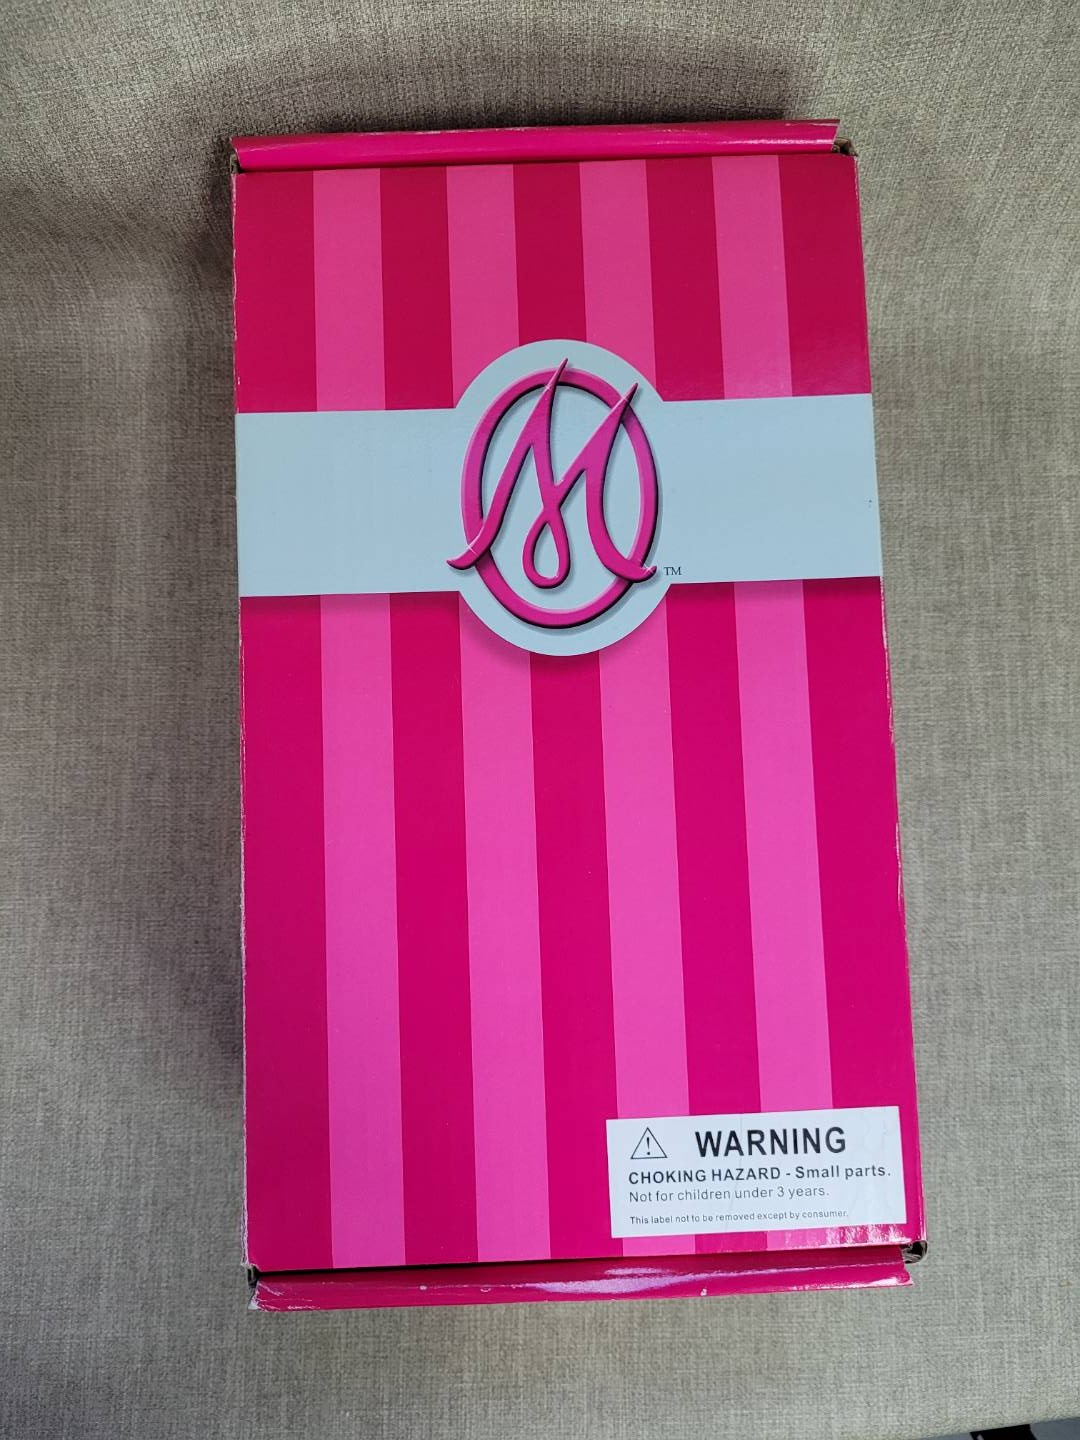 M
TM
WARNING
CHOKING HAZARD - Small parts.
Not for children under 3 years.
This label not to be removed except by consumer.